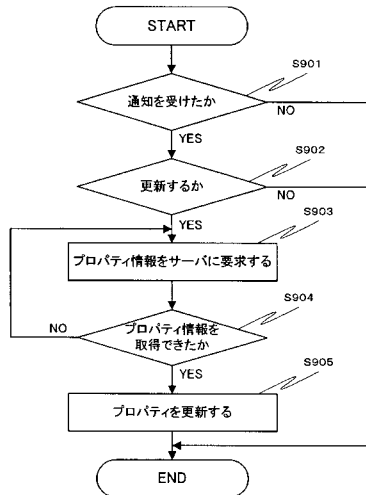 START
S901
通知を受けたか
NO
YES
S902
更新するか
NO
YES
S903
プロパティ情報をサーバに要求する
S904
プロパティ情報を
取得できたか
NO
YES
S905
プロパティを更新する
END